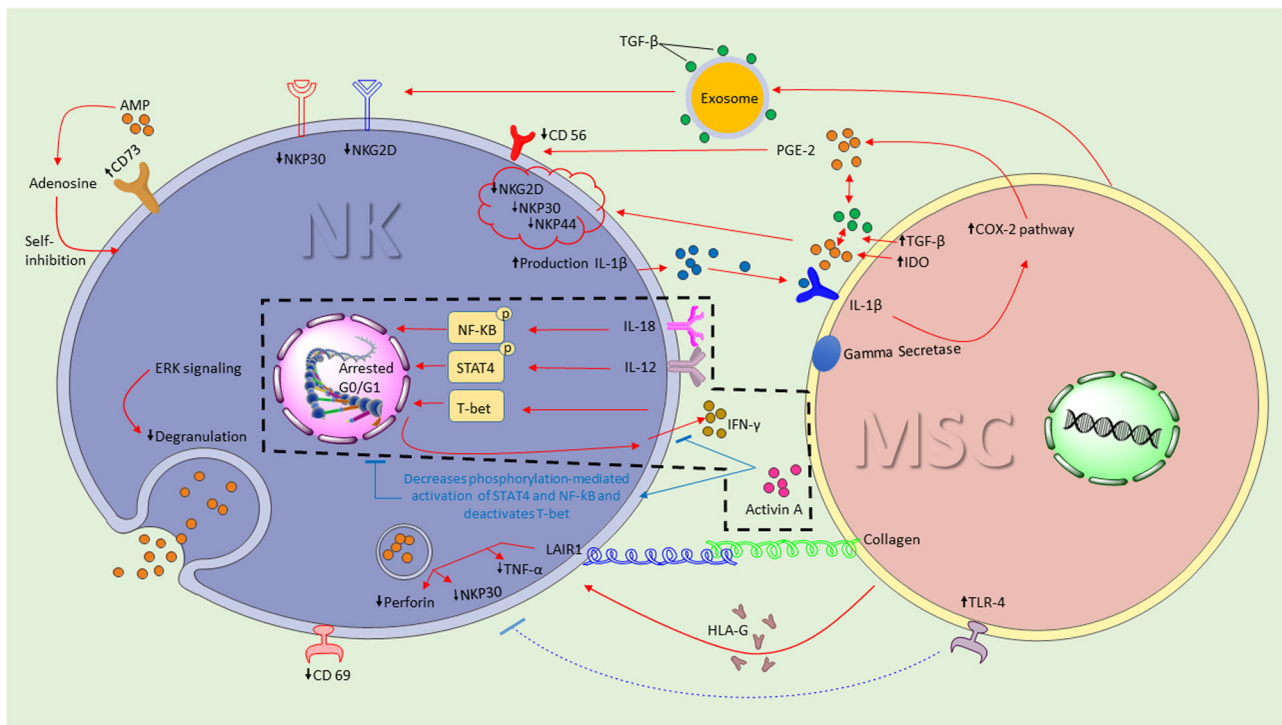 TGF-β
Exosome
AMP
↑CD73
Adenosine
Self-
inhibition
↓NKP30
↓NKG2D
↓CD 56
PGE-2
↓NKG2D
↓NKP30
↓NKP44
NK
↑Production IL-1β
↑TGF-β
↑IDO
↑COX-2 pathway
IL-1β
Gamma Secretase
MSC
p
NF-KB
IL-18
p
STAT4
IL-12
T-bet
IFN-γ
Arrested
G0/G1
ERK signaling
↓Degranulation
Decreases phosphorylation-mediated
activation of STAT4 and NF-ƙB and
deactivates T-bet
Activin A
LAIR1
↓TNF-α
↓NKP30
↓Perforin
Collagen
HLA-G
↑TLR-4
↓CD 69